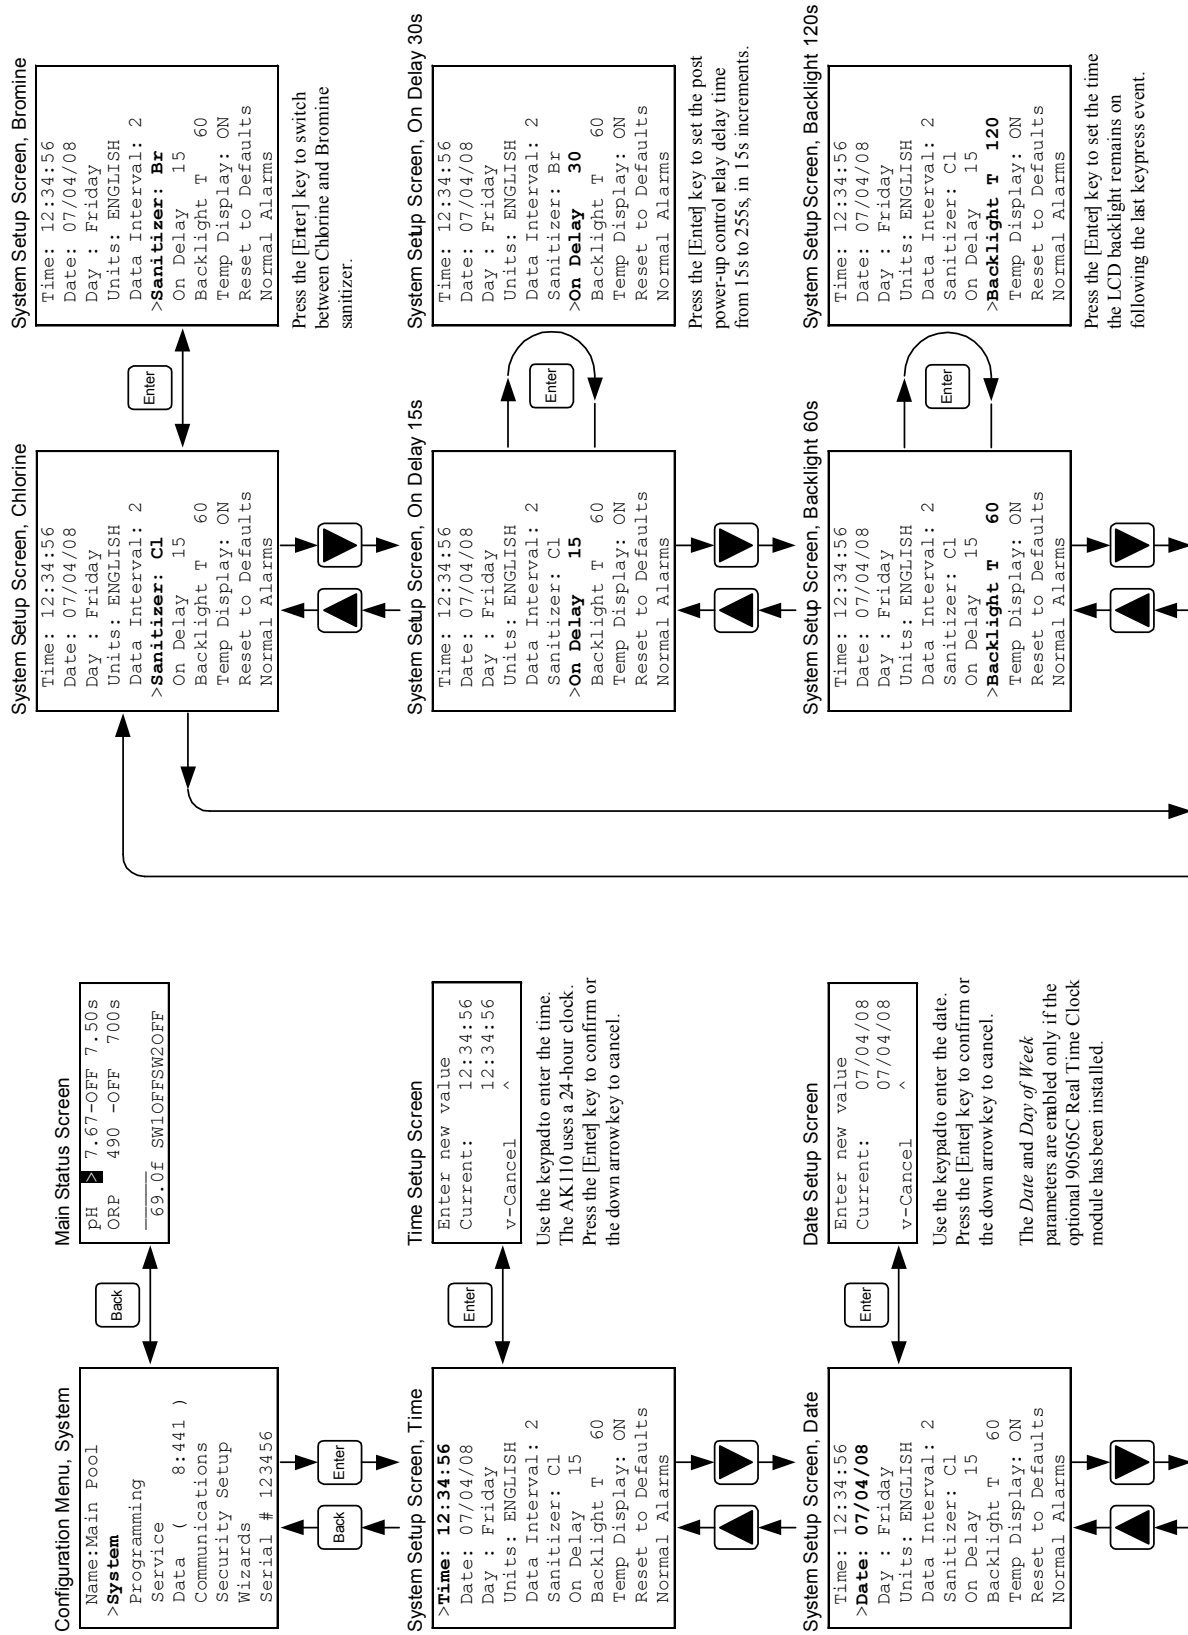 Configuration Menu, System
Name:Main Pool
>System
Programming
Service
Data ( 8:441 )
Communications
Security Setup
Wizards
Serial # 123456
Back
Main Status Screen
pH > 7.67-OFF 7.50s
ORP 490 -OFF 700s
69.0f SW1OFFSW2OFF
Back
Enter
System Setup Screen, Time
>Time: 12:34:56
Date: 07/04/08
Day : Friday
Units: ENGLISH
Data Interval: 2
Sanitizer: Cl
On Delay 15
Backlight T 60
Temp Display: ON
Reset to Defaults
Normal Alarms
Enter
Time Setup Screen
Enter new value
Current: 12:34:56
12:34:56
v-Cancel ^
Use the keypad to enter the time.
The AK110 uses a 24-hour clock.
Press the [Enter] key to confirm or
the down arrow key to cancel.
System Setup Screen, Date
Time: 12:34:56
>Date: 07/04/08
Day : Friday
Units: ENGLISH
Data Interval: 2
Sanitizer: Cl
On Delay 15
Backlight T 60
Temp Display: ON
Reset to Defaults
Normal Alarms
Enter
Date Setup Screen
Enter new value
Current: 07/04/08
07/04/08
v-Cancel ^
Use the keypad to enter the date.
Press the [Enter] key to confirm or
the down arrow key to cancel.
The Date and Day of Week
parameters are enabled only if the
optional 90505C Real Time Clock
module has been installed.
System Setup Screen, Chlorine
Time: 12:34:56
Date: 07/04/08
Day : Friday
Units: ENGLISH
Data Interval: 2
>Sanitizer: Cl
On Delay 15
Backlight T 60
Temp Display: ON
Reset to Defaults
Normal Alarms
Enter
System Setup Screen, Bromine
Time: 12:34:56
Date: 07/04/08
Day : Friday
Units: ENGLISH
Data Interval: 2
>Sanitizer: Br
On Delay 15
Backlight T 60
Temp Display: ON
Reset to Defaults
Normal Alarms
Press the [Enter] key to switch
between Chlorine and Bromine
sanitizer.
System Setup Screen, On Delay 15s
Time: 12:34:56
Date: 07/04/08
Day : Friday
Units: ENGLISH
Data Interval: 2
Sanitizer: Cl
>On Delay 15
Backlight T 60
Temp Display: ON
Reset to Defaults
Normal Alarms
Enter
System Setup Screen, On Delay 30s
Time: 12:34:56
Date: 07/04/08
Day : Friday
Units: ENGLISH
Data Interval: 2
Sanitizer: Br
>On Delay 30
Backlight T 60
Temp Display: ON
Reset to Defaults
Normal Alarms
Press the [Enter] key to set the post
power-up control relay delay time
from 15s to 255s, in 15s increments.
System Setup Screen, Backlight 60s
Time: 12:34:56
Date: 07/04/08
Day : Friday
Units: ENGLISH
Data Interval: 2
Sanitizer: Cl
On Delay 15
>Backlight T 60
Temp Display: ON
Reset to Defaults
Normal Alarms
Enter
System Setup Screen, Backlight 120s
Time: 12:34:56
Date: 07/04/08
Day : Friday
Units: ENGLISH
Data Interval: 2
Sanitizer: Cl
On Delay 15
>Backlight T 120
Temp Display: ON
Reset to Defaults
Normal Alarms
Press the [Enter] key to set the time
the LCD backlight remains on
following the last keypress event.